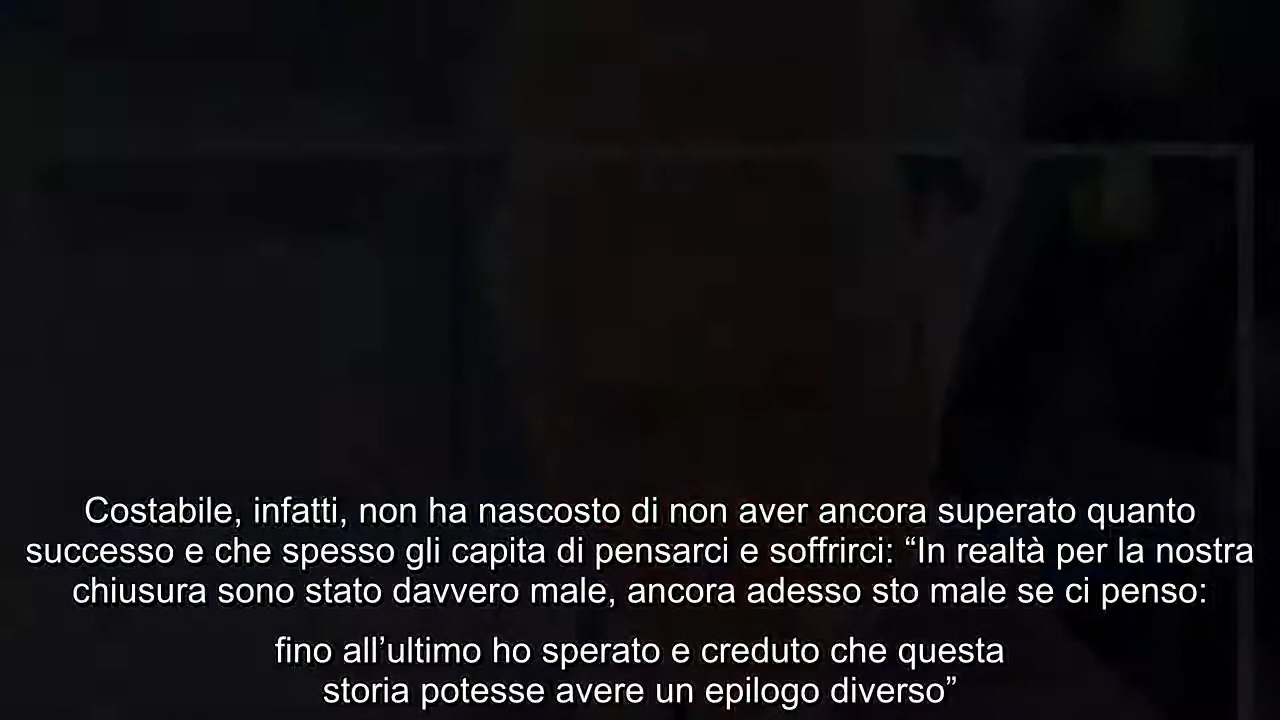 Costabile, infatti, non ha nascosto di non aver ancora superato quanto
successo e che spesso gli capita di pensarci e soffrirci: “In realtà per la nostra
chiusura sono stato davvero male, ancora adesso sto male se ci penso:
fino all’ultimo ho sperato e creduto che questa
storia potesse avere un epilogo diverso”